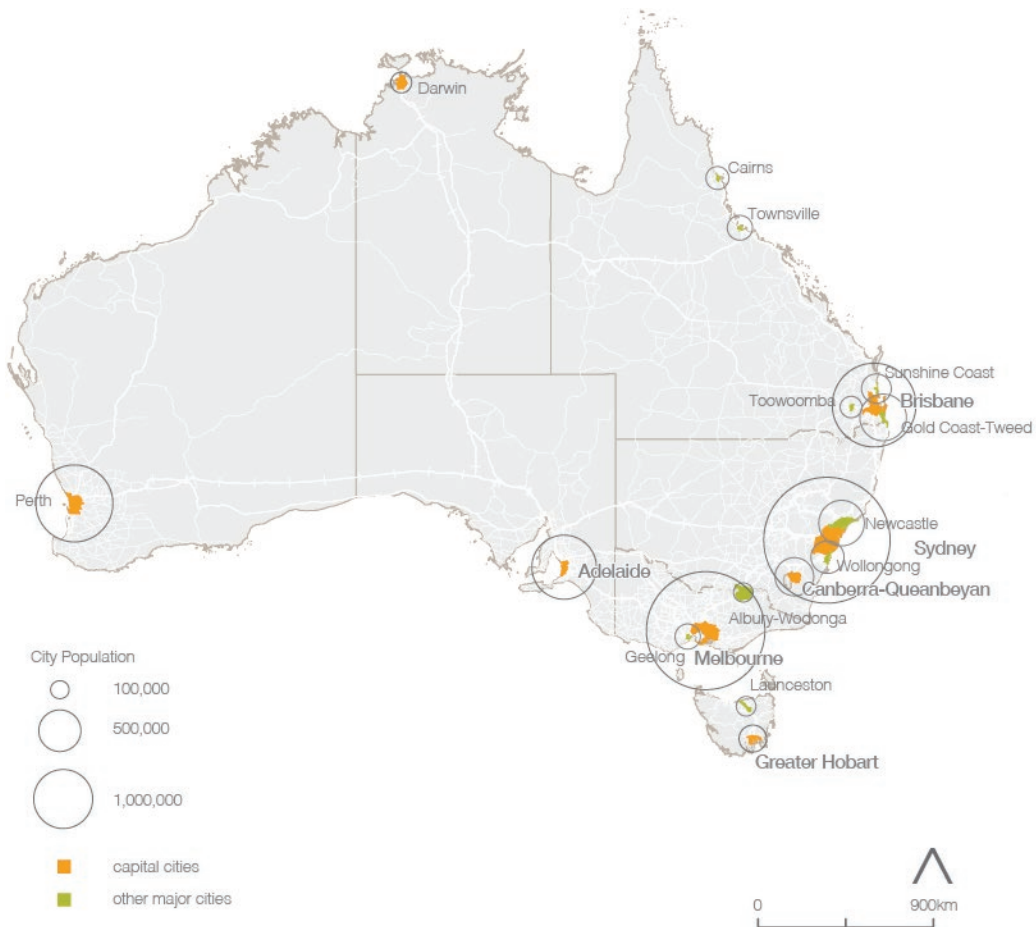 Darwin
Cairns
Townsville
Sunshine Coast
Toowoomba
Brisbane
Gold Coast-Tweed
Perth
Newcastle
Sydney
Wollongong
Adelaide
Canberra-Queanbeyan
Albury-Wodonga
Geelong
Melbourne
Launceston
Greater Hobart
City Population
100,000
500,000
1,000,000
capital cities
other major cities
0
900km